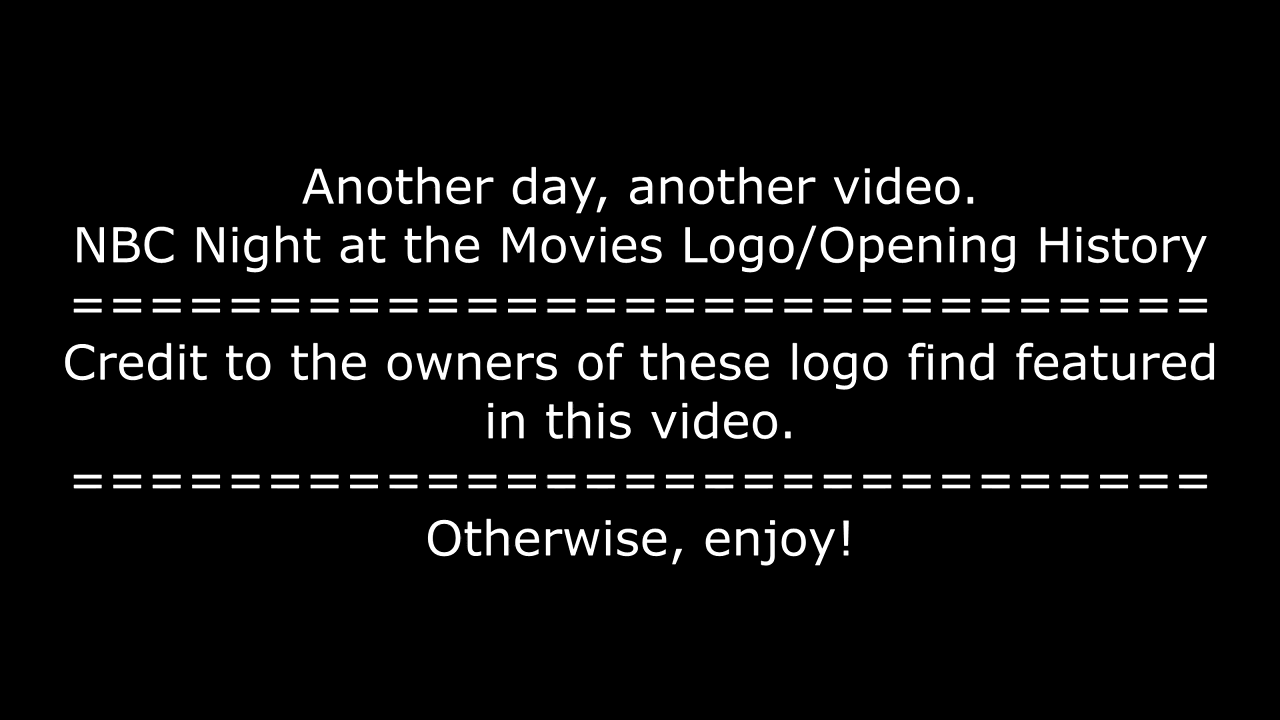 Another day, another video.
NBC Night at the Movies Logo/Opening History
=============================
Credit to the owners of these logo find featured
in this video.
=============================
Otherwise, enjoy!